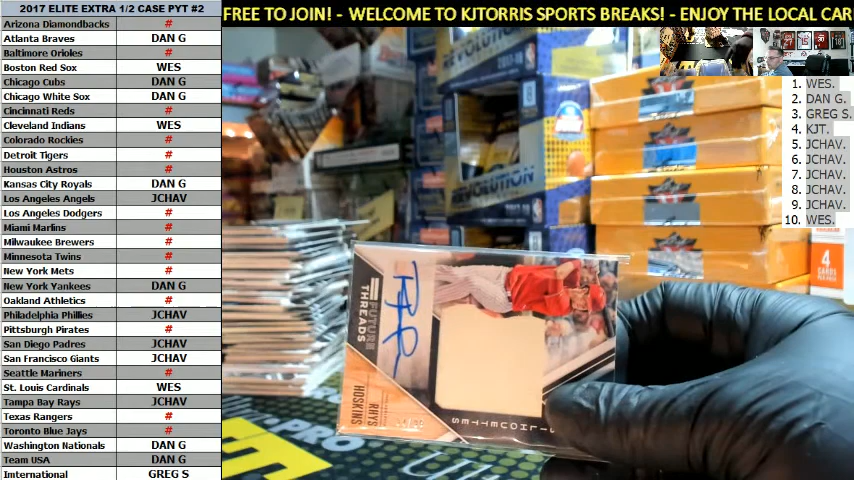 2017 ELITE EXTRA 1/2 CASE PYT #2
FREE TO JOIN! - WELCOME TO KJTORRIS SPORTS BREAKS! - ENJOY THE LOCAL CAR
Arizona Diamondbacks #
Atlanta Braves DAN G
Baltimore Orioles #
Boston Red Sox WES
Chicago Cubs DAN G
Chicago White Sox DAN G
Cincinnati Reds #
Cleveland Indians WES
Colorado Rockies #
Detroit Tigers #
Houston Astros #
Kansas City Royals DAN G
Los Angeles Angels JCHAV
Los Angeles Dodgers #
Miami Marlins #
Milwaukee Brewers #
Minnesota Twins #
New York Mets #
New York Yankees DAN G
Oakland Athletics #
Philadelphia Phillies JCHAV
Pittsburgh Pirates #
San Diego Padres JCHAV
San Francisco Giants JCHAV
Seattle Mariners #
St. Louis Cardinals WES
Tampa Bay Rays JCHAV
Texas Rangers #
Toronto Blue Jays #
Washington Nationals DAN G
Team USA DAN G
International GREG S
1. WES.
2. DAN G.
3. GREG S.
4. KJT.
5. JCHAV.
6. JCHAV.
7. JCHAV.
8. JCHAV.
9. JCHAV.
10. WES.
REVOLUTION
REVOLUTION
2017-18
4
CARDS
FUTURE
THREADS
RHYS
HOSKINS
ILHOUETTES